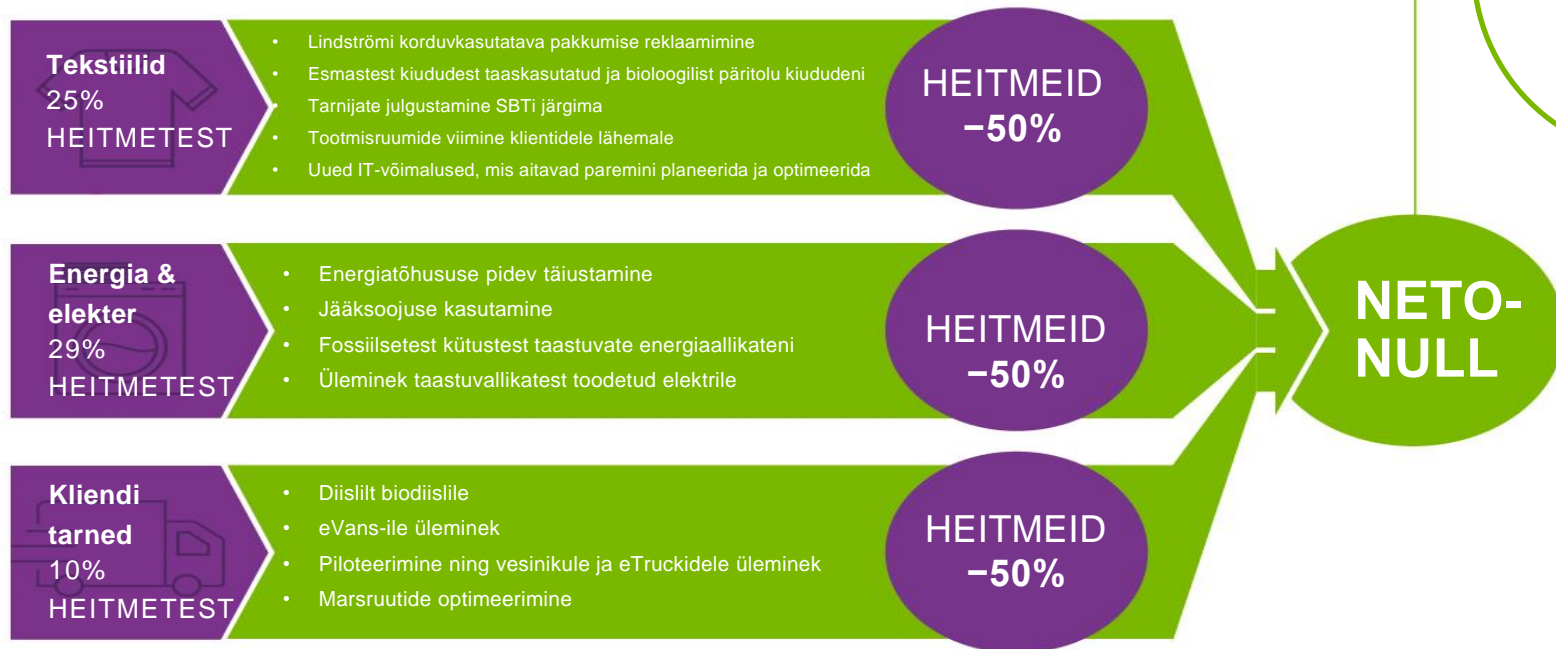 Tekstiilid
25%
HEITMETEST
• Lindströmi korduvkasutatava pakkumise reklaamimine
• Esmastest kiududest taaskasutatud ja bioloogilist päritolu kiududeni
• Tarnijate julgustamine SBTi järgima
• Tootmisruumide viimine klientidele lähemale
• Uued IT-võimalused, mis aitavad paremini planeerida ja optimeerida
HEITMEID
−50%
Energia &
elekter
29%
HEITMETEST
• Energiatõhususe pidev täiustamine
• Jääksoojuse kasutamine
• Fossiilsetest kütustest taastuvate energiaallikateni
• Üleminek taastuvallikatest toodetud elektrile
HEITMEID
−50%
Kliendi
tarned
10%
HEITMETEST
• Diislilt biodiislile
• eVans-ile üleminek
• Piloteerimine ning vesinikule ja eTruckidele üleminek
• Marsruutide optimeerimine
HEITMEID
−50%
NETO-
NULL